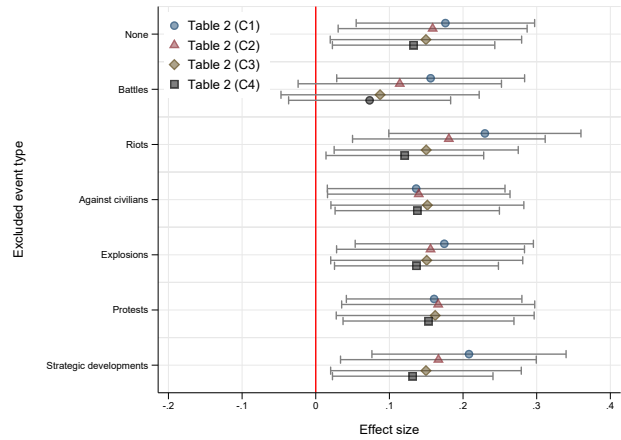 Table 2 (C1)
Table 2 (C2)
Table 2 (C3)
Table 2 (C4)
Excluded event type
None
Battles
Riots
Against civilians
Explosions
Protests
Strategic developments
-.2 -.1 0 .1 .2 .3 .4
Effect size